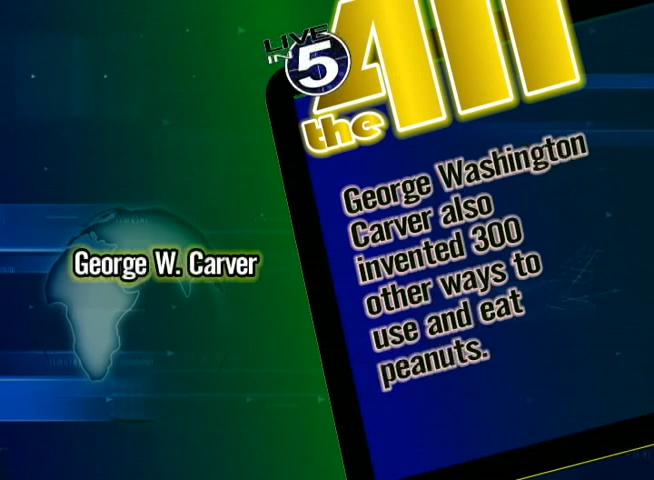 LIVE
IN 5
the 411
George Washington
Carver also
invented 300
other ways to
use and eat
peanuts.
George W. Carver